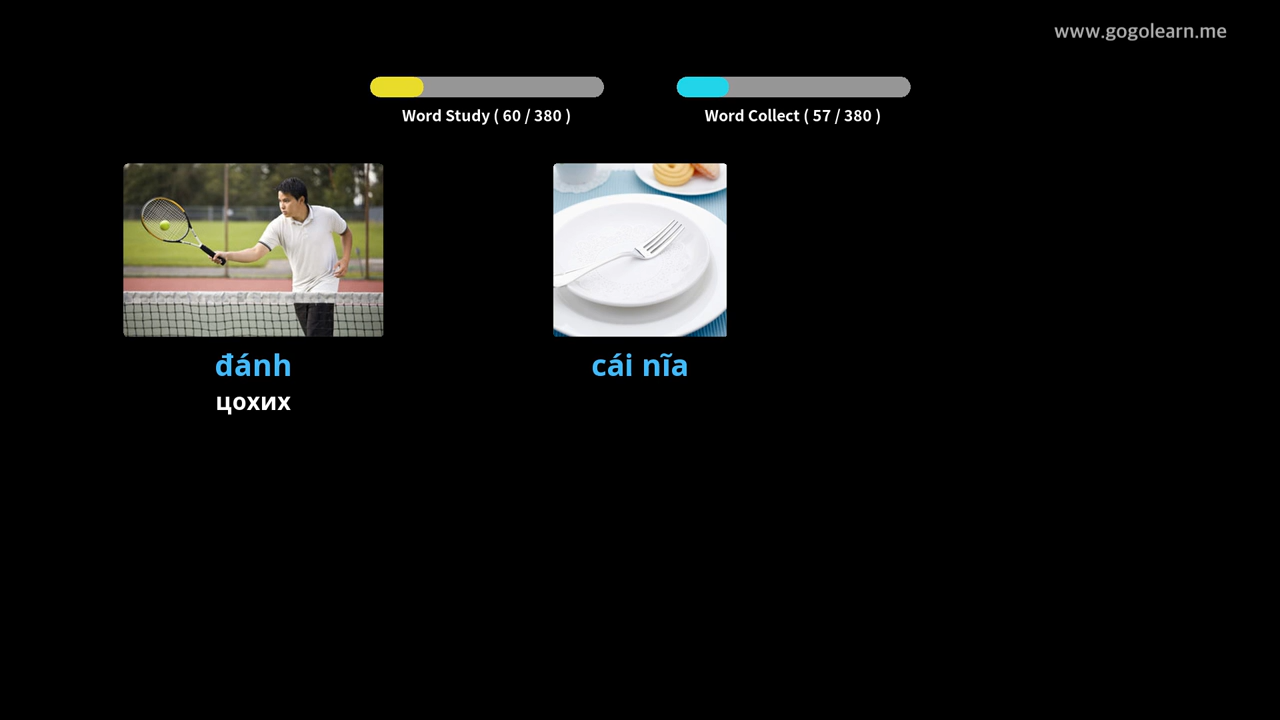 www.gogolearn.me
Word Study ( 60 / 380 )
Word Collect ( 57 / 380 )
đánh
цохих
cái nĩa